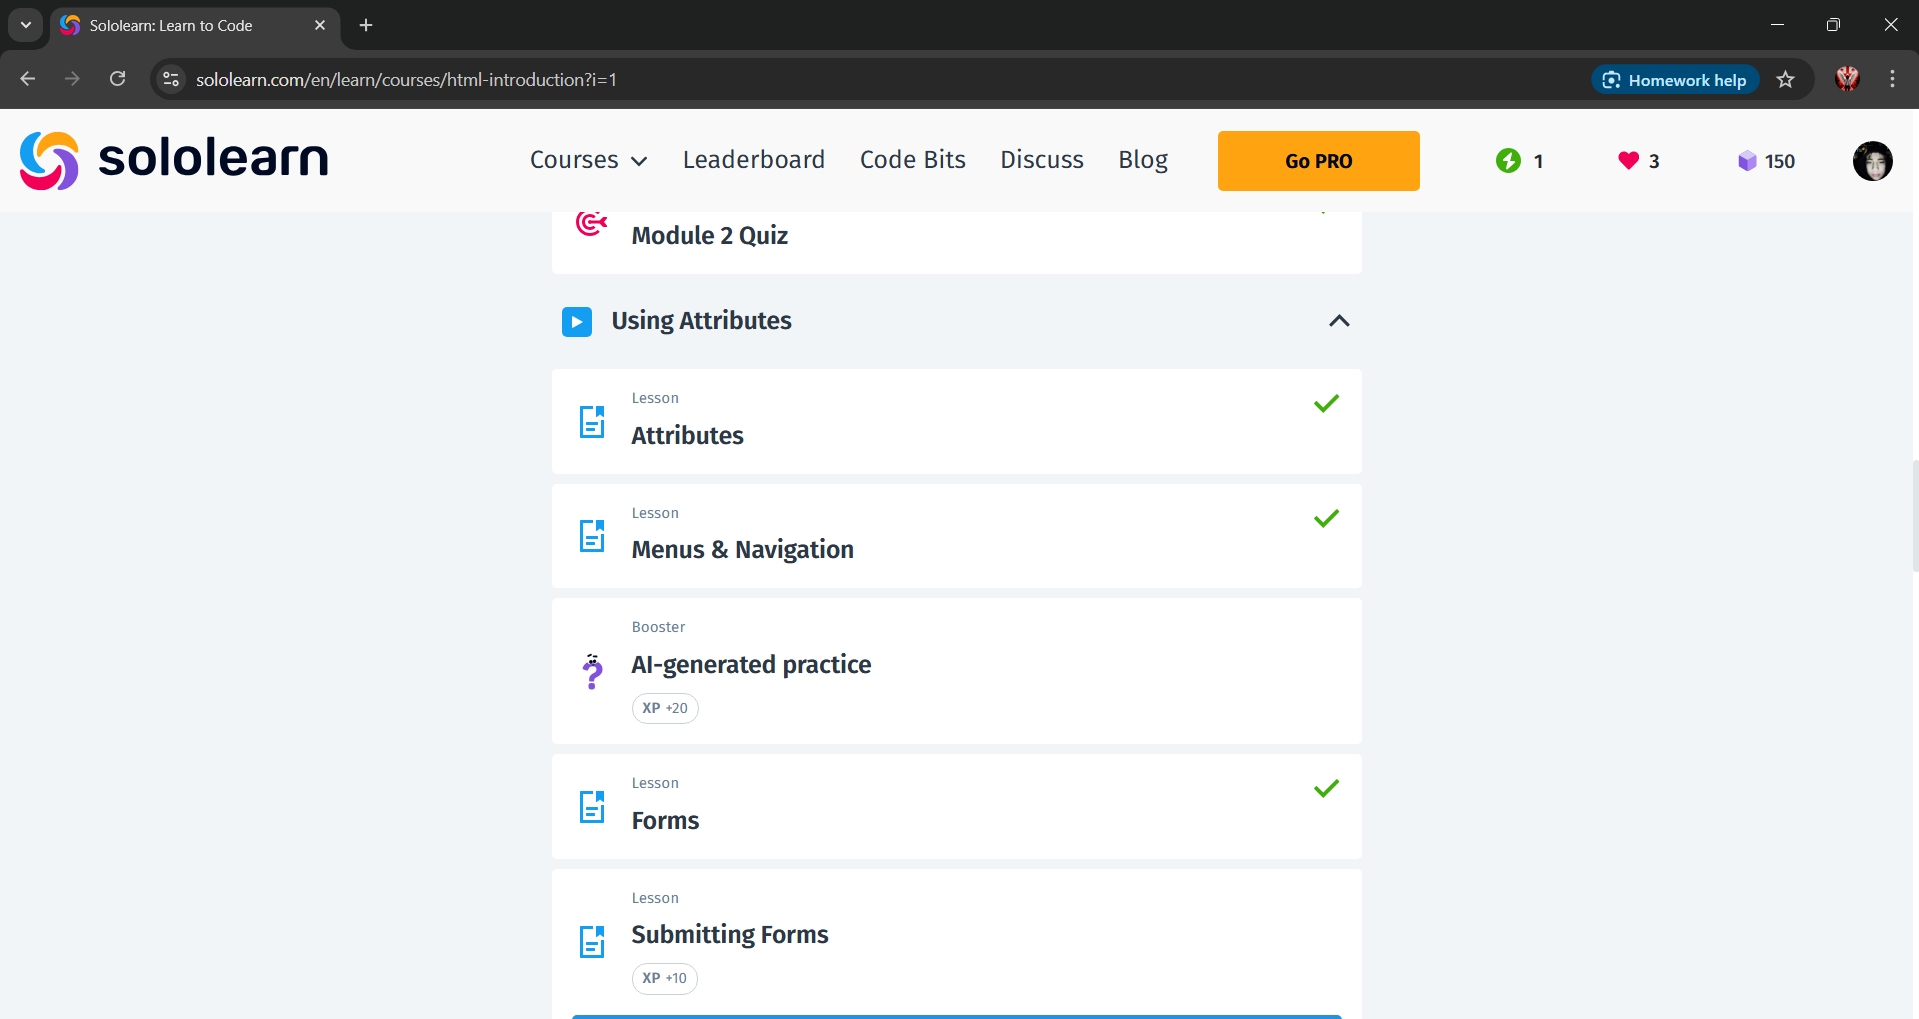 Sololearn: Learn to Code
sololearn.com/en/learn/courses/html-introduction?i=1
Homework help
sololearn
Courses
Leaderboard
Code Bits
Discuss
Blog
Go PRO
1
3
150
Module 2 Quiz
Using Attributes
Lesson
Attributes
Lesson
Menus & Navigation
Booster
AI-generated practice
XP +20
Lesson
Forms
Lesson
Submitting Forms
XP +10